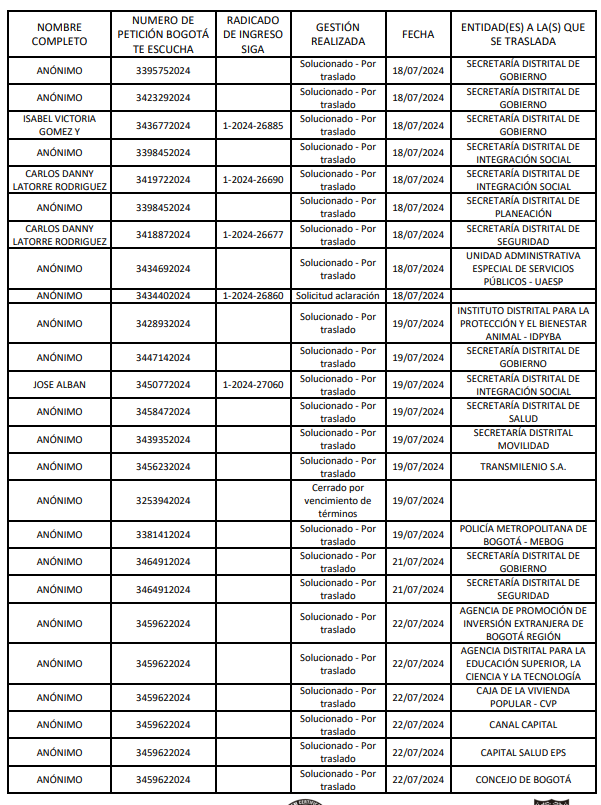 NOMBRE COMPLETO | NUMERO DE PETICIÓN BOGOTÁ TE ESCUCHA | RADICADO DE INGRESO SIGA | GESTIÓN REALIZADA | FECHA | ENTIDAD(ES) A LA(S) QUE SE TRASLADA
ANÓNIMO | 3395752024 | | Solucionado - Por traslado | 18/07/2024 | SECRETARÍA DISTRITAL DE GOBIERNO
ANÓNIMO | 3423292024 | | Solucionado - Por traslado | 18/07/2024 | SECRETARÍA DISTRITAL DE GOBIERNO
ISABEL VICTORIA GOMEZ Y | 3436772024 | 1-2024-26885 | Solucionado - Por traslado | 18/07/2024 | SECRETARÍA DISTRITAL DE GOBIERNO
ANÓNIMO | 3398452024 | | Solucionado - Por traslado | 18/07/2024 | SECRETARÍA DISTRITAL DE INTEGRACIÓN SOCIAL
CARLOS DANNY LATORRE RODRIGUEZ | 3419722024 | 1-2024-26690 | Solucionado - Por traslado | 18/07/2024 | SECRETARÍA DISTRITAL DE INTEGRACIÓN SOCIAL
ANÓNIMO | 3398452024 | | Solucionado - Por traslado | 18/07/2024 | SECRETARÍA DISTRITAL DE PLANEACIÓN
CARLOS DANNY LATORRE RODRIGUEZ | 3418872024 | 1-2024-26677 | Solucionado - Por traslado | 18/07/2024 | SECRETARÍA DISTRITAL DE SEGURIDAD
ANÓNIMO | 3434692024 | | Solucionado - Por traslado | 18/07/2024 | UNIDAD ADMINISTRATIVA ESPECIAL DE SERVICIOS PÚBLICOS - UAESP
ANÓNIMO | 3434402024 | 1-2024-26860 | Solicitud aclaración | 18/07/2024 |
ANÓNIMO | 3428932024 | | Solucionado - Por traslado | 19/07/2024 | INSTITUTO DISTRITAL PARA LA PROTECCIÓN Y EL BIENESTAR ANIMAL - IDPYBA
ANÓNIMO | 3447142024 | | Solucionado - Por traslado | 19/07/2024 | SECRETARÍA DISTRITAL DE GOBIERNO
JOSE ALBAN | 3450772024 | 1-2024-27060 | Solucionado - Por traslado | 19/07/2024 | SECRETARÍA DISTRITAL DE INTEGRACIÓN SOCIAL
ANÓNIMO | 3458472024 | | Solucionado - Por traslado | 19/07/2024 | SECRETARÍA DISTRITAL DE SALUD
ANÓNIMO | 3439352024 | | Solucionado - Por traslado | 19/07/2024 | SECRETARÍA DISTRITAL MOVILIDAD
ANÓNIMO | 3456232024 | | Solucionado - Por traslado | 19/07/2024 | TRANSMILENIO S.A.
ANÓNIMO | 3253942024 | | Cerrado por vencimiento de términos | 19/07/2024 |
ANÓNIMO | 3381412024 | | Solucionado - Por traslado | 19/07/2024 | POLICÍA METROPOLITANA DE BOGOTÁ - MEBOG
ANÓNIMO | 3464912024 | | Solucionado - Por traslado | 21/07/2024 | SECRETARÍA DISTRITAL DE GOBIERNO
ANÓNIMO | 3464912024 | | Solucionado - Por traslado | 21/07/2024 | SECRETARÍA DISTRITAL DE SEGURIDAD
ANÓNIMO | 3459622024 | | Solucionado - Por traslado | 22/07/2024 | AGENCIA DE PROMOCIÓN DE INVERSIÓN EXTRANJERA DE BOGOTÁ REGIÓN
ANÓNIMO | 3459622024 | | Solucionado - Por traslado | 22/07/2024 | AGENCIA DISTRITAL PARA LA EDUCACIÓN SUPERIOR, LA CIENCIA Y LA TECNOLOGÍA
ANÓNIMO | 3459622024 | | Solucionado - Por traslado | 22/07/2024 | CAJA DE LA VIVIENDA POPULAR - CVP
ANÓNIMO | 3459622024 | | Solucionado - Por traslado | 22/07/2024 | CANAL CAPITAL
ANÓNIMO | 3459622024 | | Solucionado - Por traslado | 22/07/2024 | CAPITAL SALUD EPS
ANÓNIMO | 3459622024 | | Solucionado - Por traslado | 22/07/2024 | CONCEJO DE BOGOTÁ